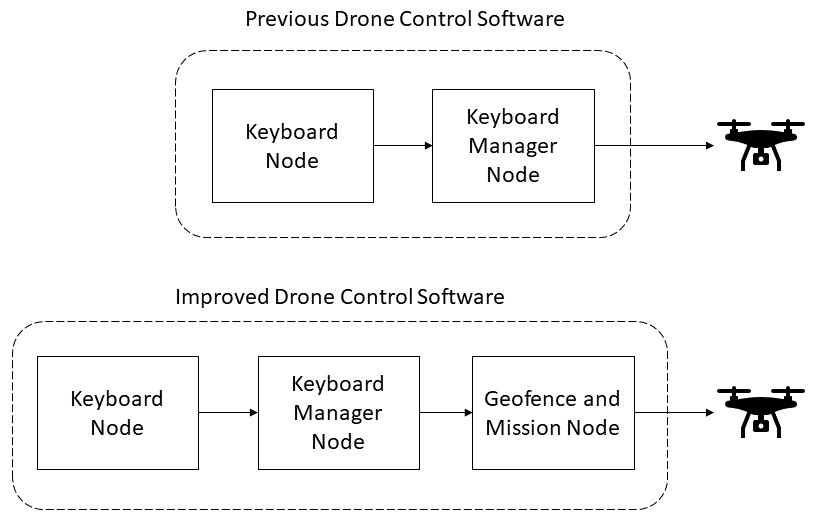 Previous Drone Control Software
Keyboard
Node
Keyboard
Manager
Node
Improved Drone Control Software
Keyboard
Node
Keyboard
Manager
Node
Geofence and
Mission Node